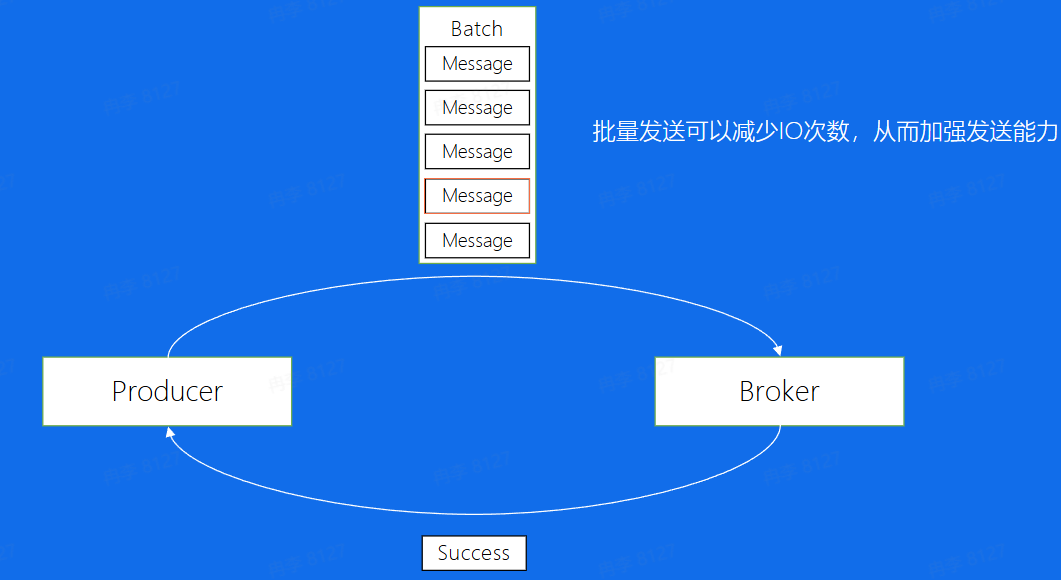 Batch
Message
Message
批量发送可以减少IO次数，从而加强发送能力
Message
Message
Message
Producer
Broker
Success